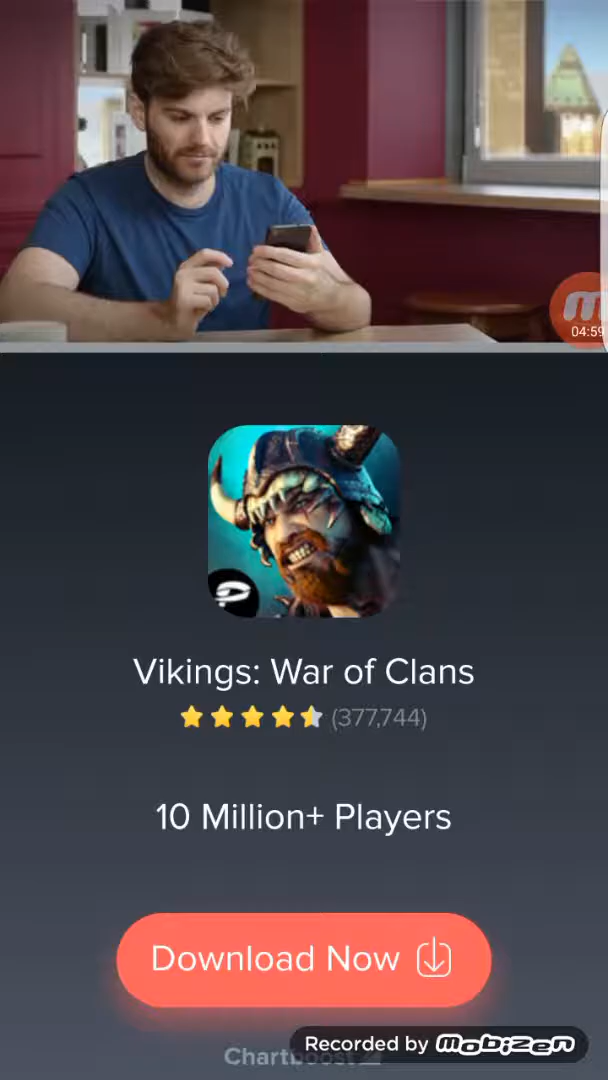 04:59
Vikings: War of Clans
(377,744)
10 Million+ Players
Download Now
Chartboost
Recorded by mobizen